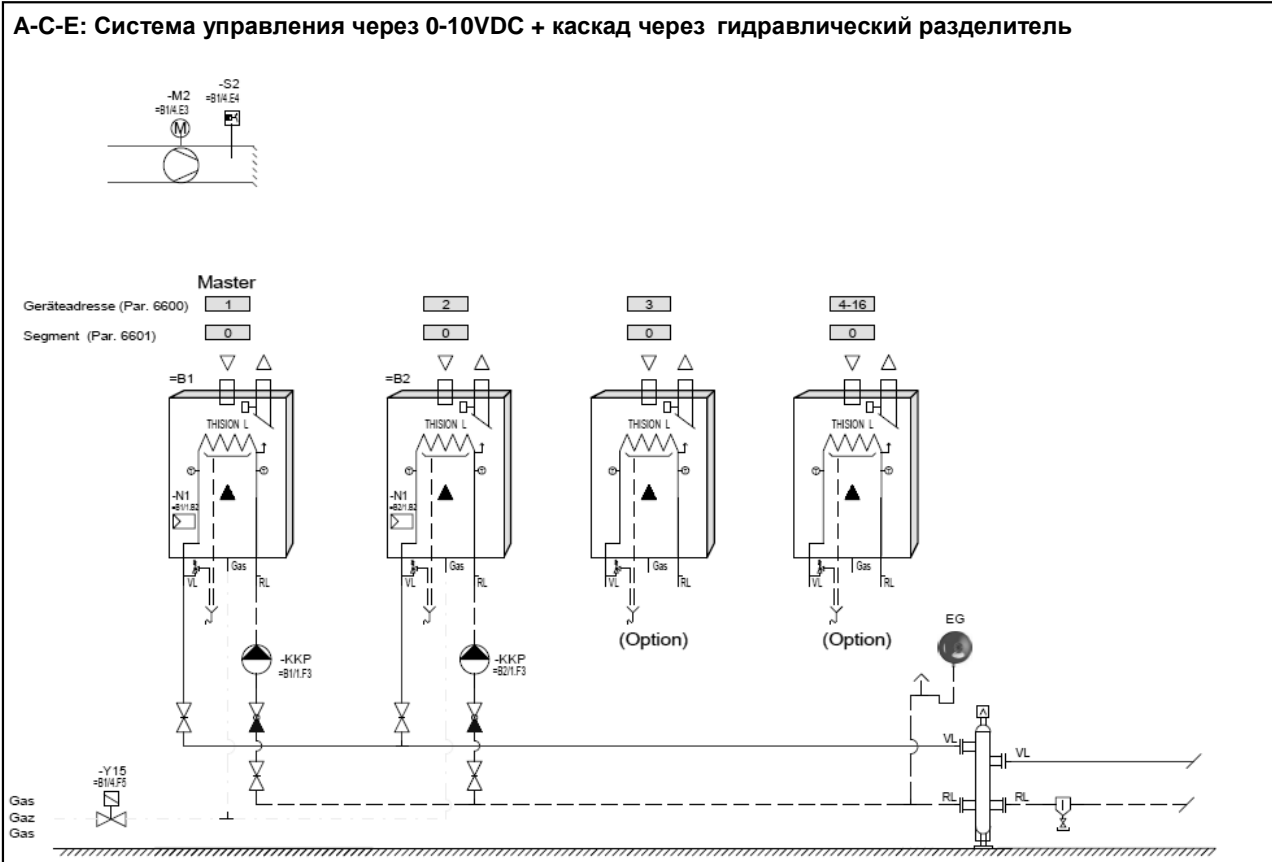 A-C-E: Система управления через 0-10VDC + каскад через гидравлический разделитель
-S2
=B1/4.E4
-M2
=B1/4.E3
M
Master
Geräteadresse (Par. 6600) 1 2 3 4-16
Segment (Par. 6601) 0 0 0 0
=B1 =B2
THISION L THISION L THISION L THISION L
-N1 -N1
=B1/1.B2 =B2/1.B2
VL Gas RL VL Gas RL VL Gas RL VL Gas RL
(Option) (Option)
EG
-KKP -KKP
=B1/1.F3 =B2/1.F3
VL VL
-Y15
=B1/4.F5
RL RL
Gas
Gaz
Gas